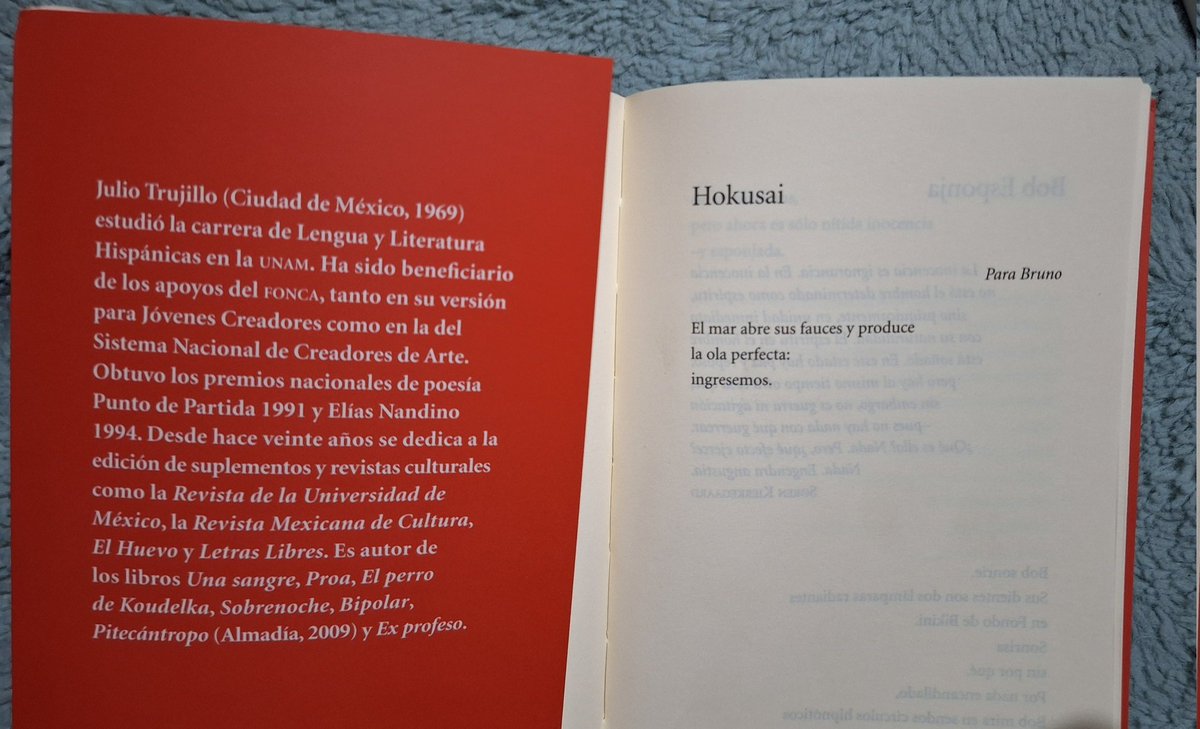 Julio Trujillo (Ciudad de México, 1969)
estudió la carrera de Lengua y Literatura
Hispánicas en la UNAM. Ha sido beneficiario
de los apoyos del FONCA, tanto en su versión
para Jóvenes Creadores como en la del
Sistema Nacional de Creadores de Arte.
Obtuvo los premios nacionales de poesía
Punto de Partida 1991 y Elías Nandino
1994. Desde hace veinte años se dedica a la
edición de suplementos y revistas culturales
como la Revista de la Universidad de
México, la Revista Mexicana de Cultura,
El Huevo y Letras Libres. Es autor de
los libros Una sangre, Proa, El perro
de Koudelka, Sobrenoche, Bipolar,
Pitecántropo (Almadía, 2009) y Ex profeso.
Hokusai
Para Bruno
El mar abre sus fauces y produce
la ola perfecta:
ingresemos.